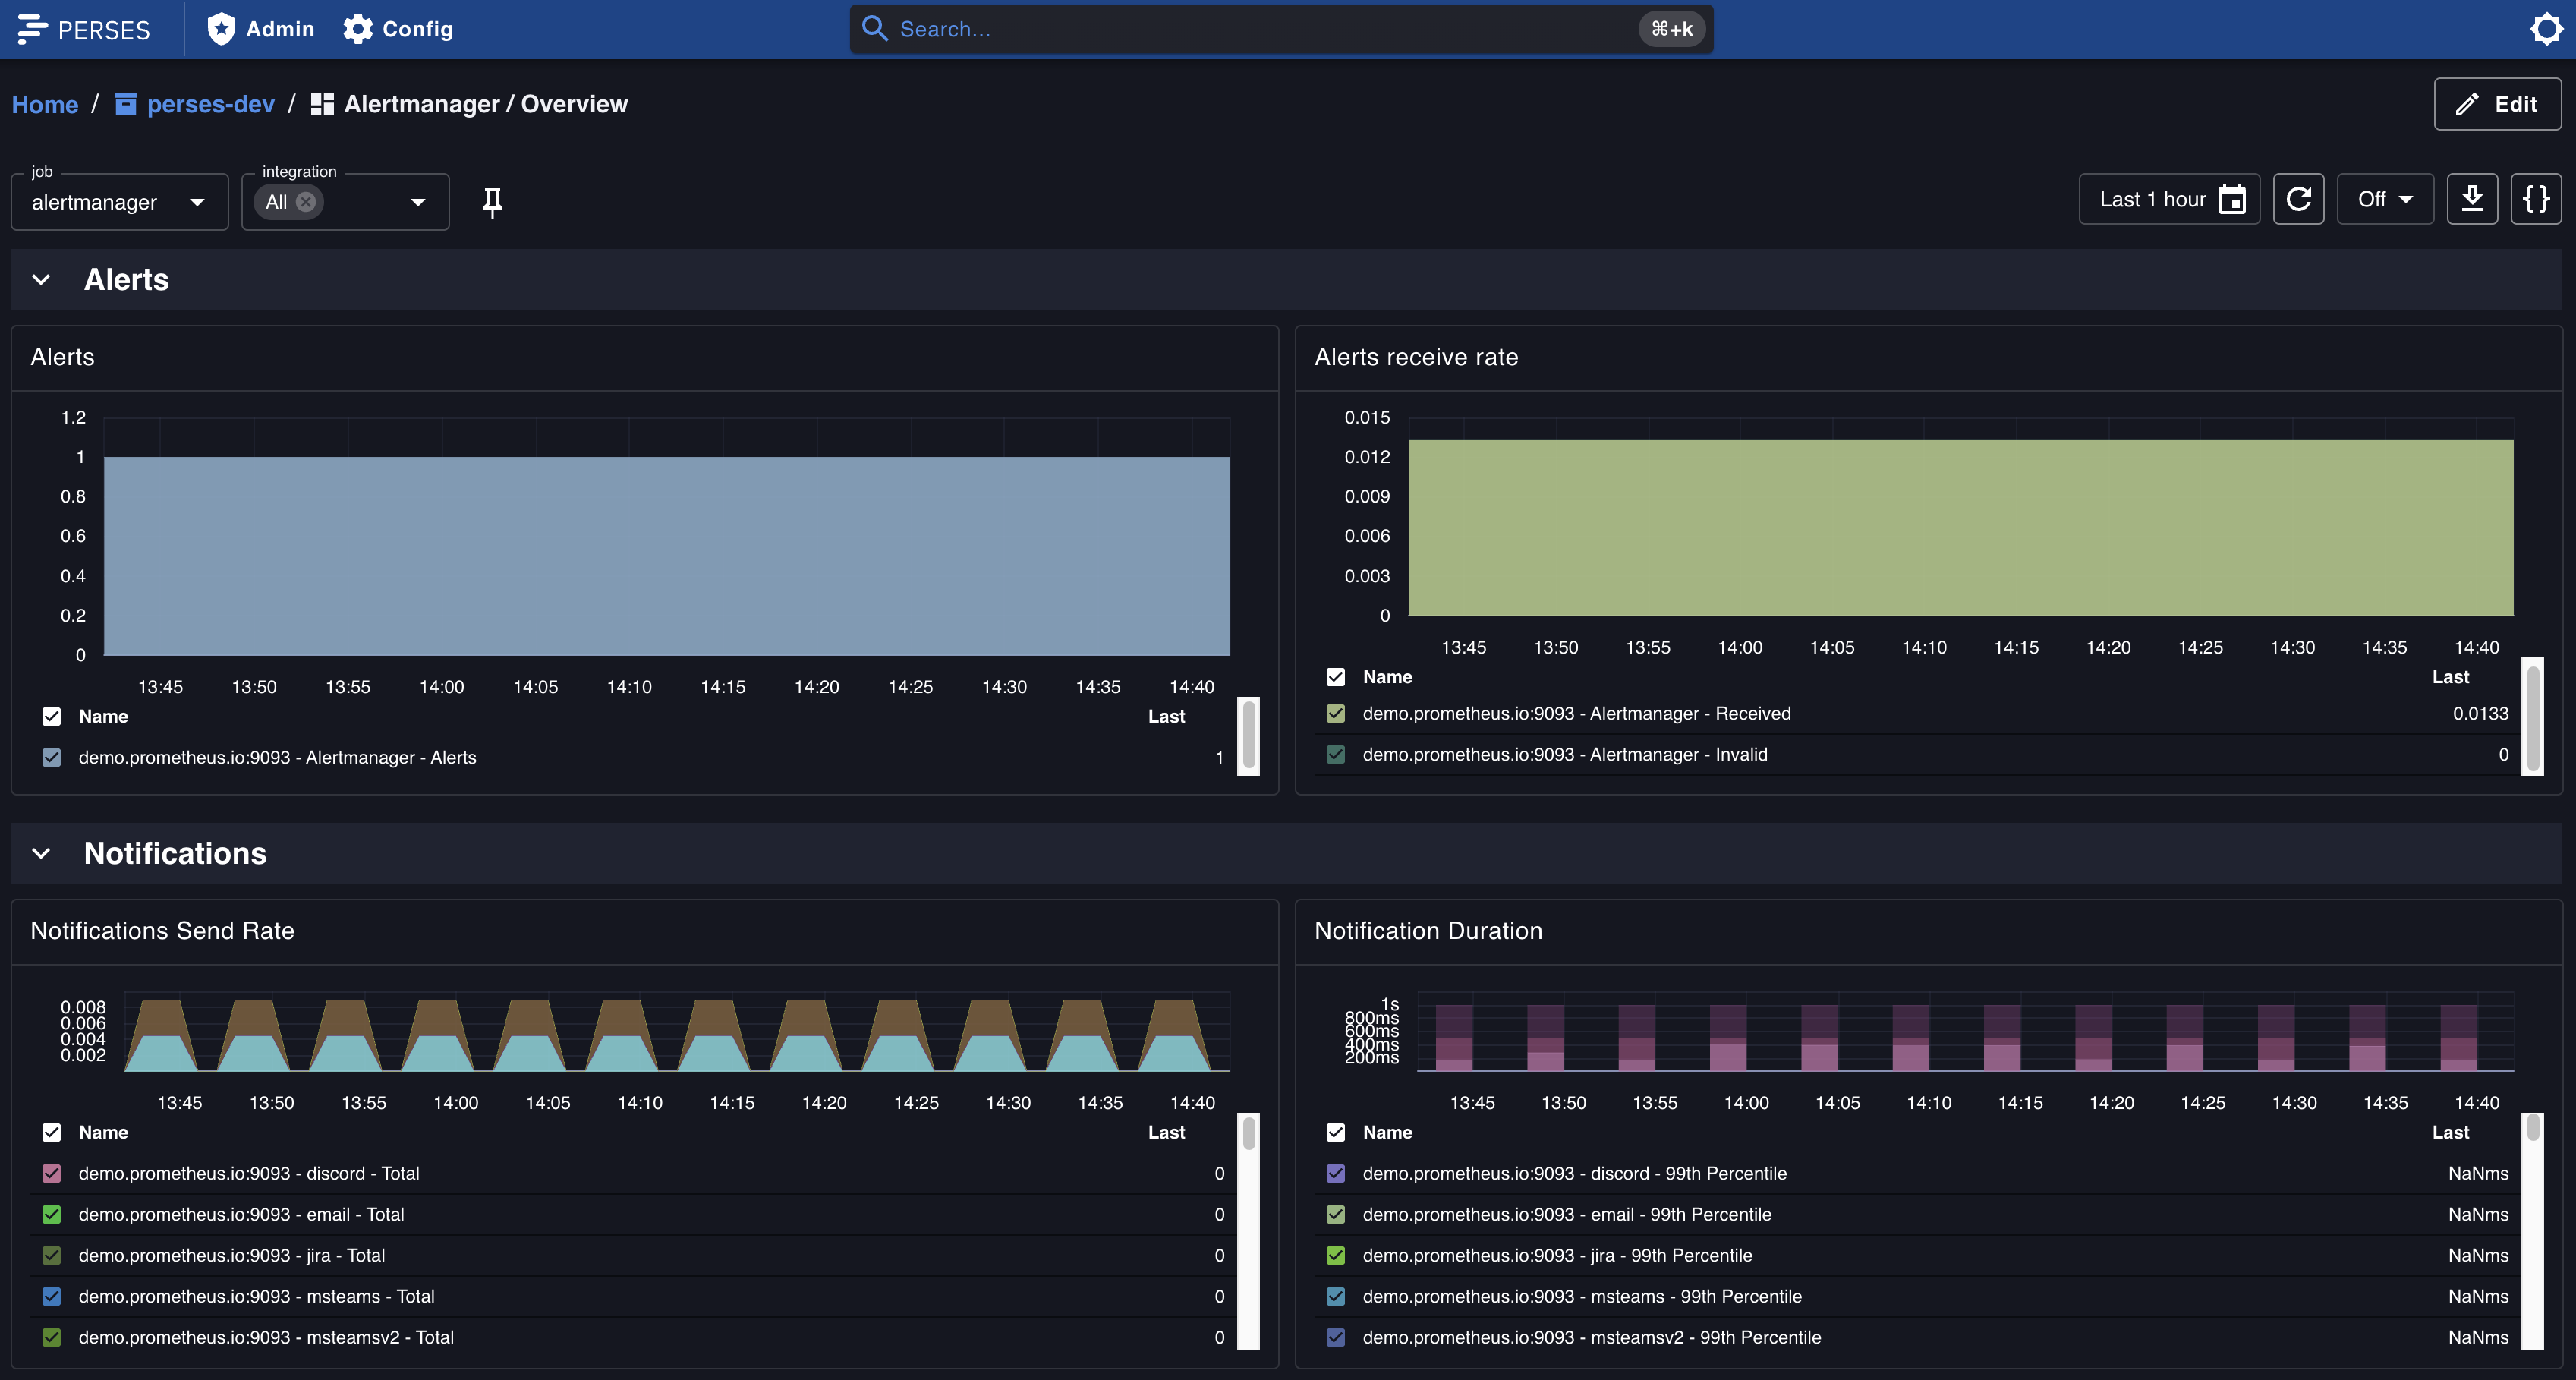 PERSES Admin Config Search... ⌘+k
Home / perses-dev / Alertmanager / Overview Edit
job
alertmanager
integration
All
Last 1 hour Off {}
Alerts
Alerts
1.2
1
0.8
0.6
0.4
0.2
0
13:45 13:50 13:55 14:00 14:05 14:10 14:15 14:20 14:25 14:30 14:35 14:40
Name Last
demo.prometheus.io:9093 - Alertmanager - Alerts 1
Alerts receive rate
0.015
0.012
0.009
0.006
0.003
0
13:45 13:50 13:55 14:00 14:05 14:10 14:15 14:20 14:25 14:30 14:35 14:40
Name Last
demo.prometheus.io:9093 - Alertmanager - Received 0.0133
demo.prometheus.io:9093 - Alertmanager - Invalid 0
Notifications
Notifications Send Rate
0.008
0.006
0.004
0.002
13:45 13:50 13:55 14:00 14:05 14:10 14:15 14:20 14:25 14:30 14:35 14:40
Name Last
demo.prometheus.io:9093 - discord - Total 0
demo.prometheus.io:9093 - email - Total 0
demo.prometheus.io:9093 - jira - Total 0
demo.prometheus.io:9093 - msteams - Total 0
demo.prometheus.io:9093 - msteamsv2 - Total 0
Notification Duration
1s
800ms
600ms
400ms
200ms
13:45 13:50 13:55 14:00 14:05 14:10 14:15 14:20 14:25 14:30 14:35 14:40
Name Last
demo.prometheus.io:9093 - discord - 99th Percentile NaNms
demo.prometheus.io:9093 - email - 99th Percentile NaNms
demo.prometheus.io:9093 - jira - 99th Percentile NaNms
demo.prometheus.io:9093 - msteams - 99th Percentile NaNms
demo.prometheus.io:9093 - msteamsv2 - 99th Percentile NaNms